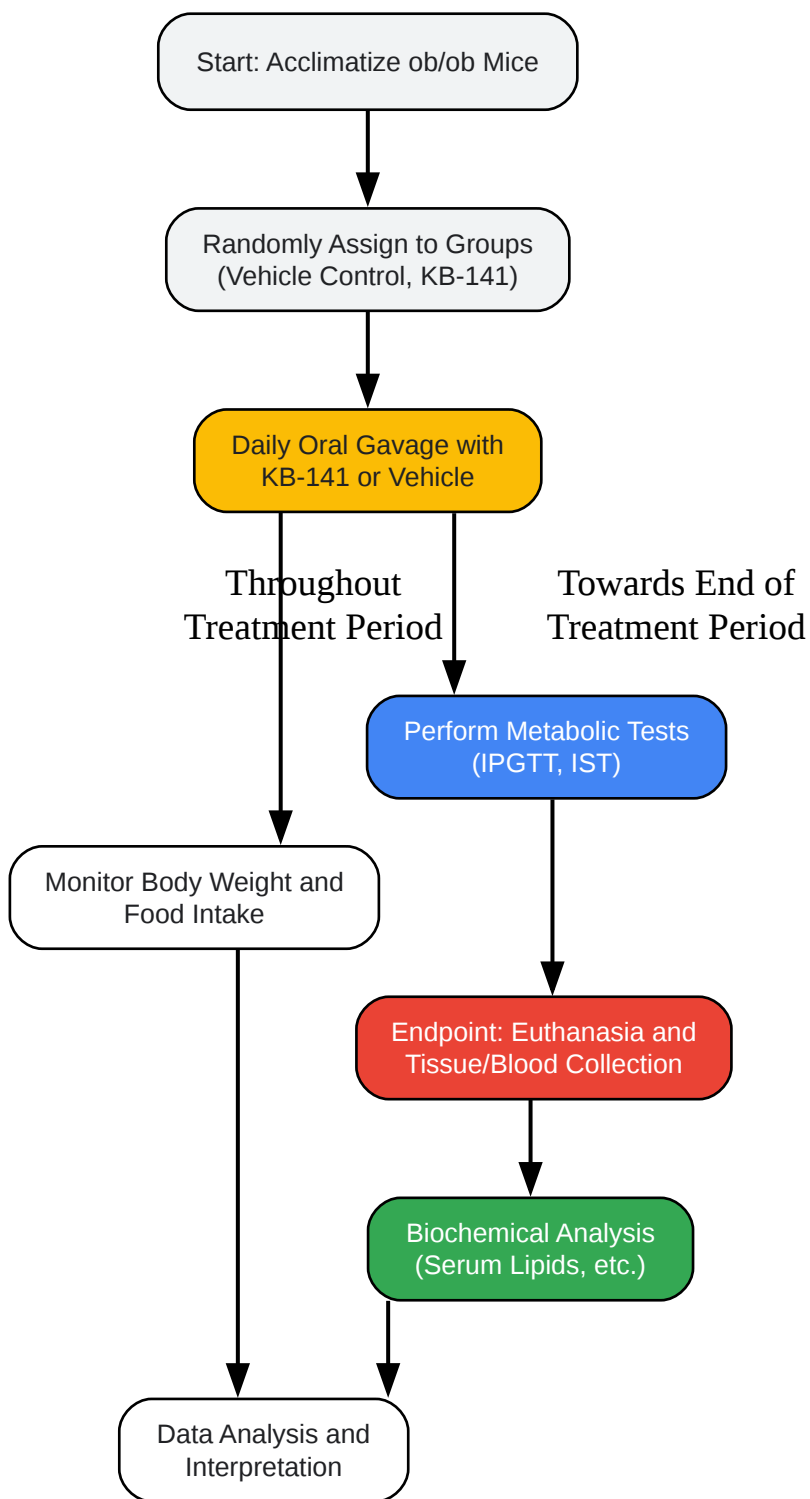 Start: Acclimatize ob/ob Mice
Randomly Assign to Groups
(Vehicle Control, KB-141)
Daily Oral Gavage with
KB-141 or Vehicle
Throughout
Treatment Period
Towards End of
Treatment Period
Perform Metabolic Tests
(IPGTT, IST)
Monitor Body Weight and
Food Intake
Endpoint: Euthanasia and
Tissue/Blood Collection
Biochemical Analysis
(Serum Lipids, etc.)
Data Analysis and
Interpretation